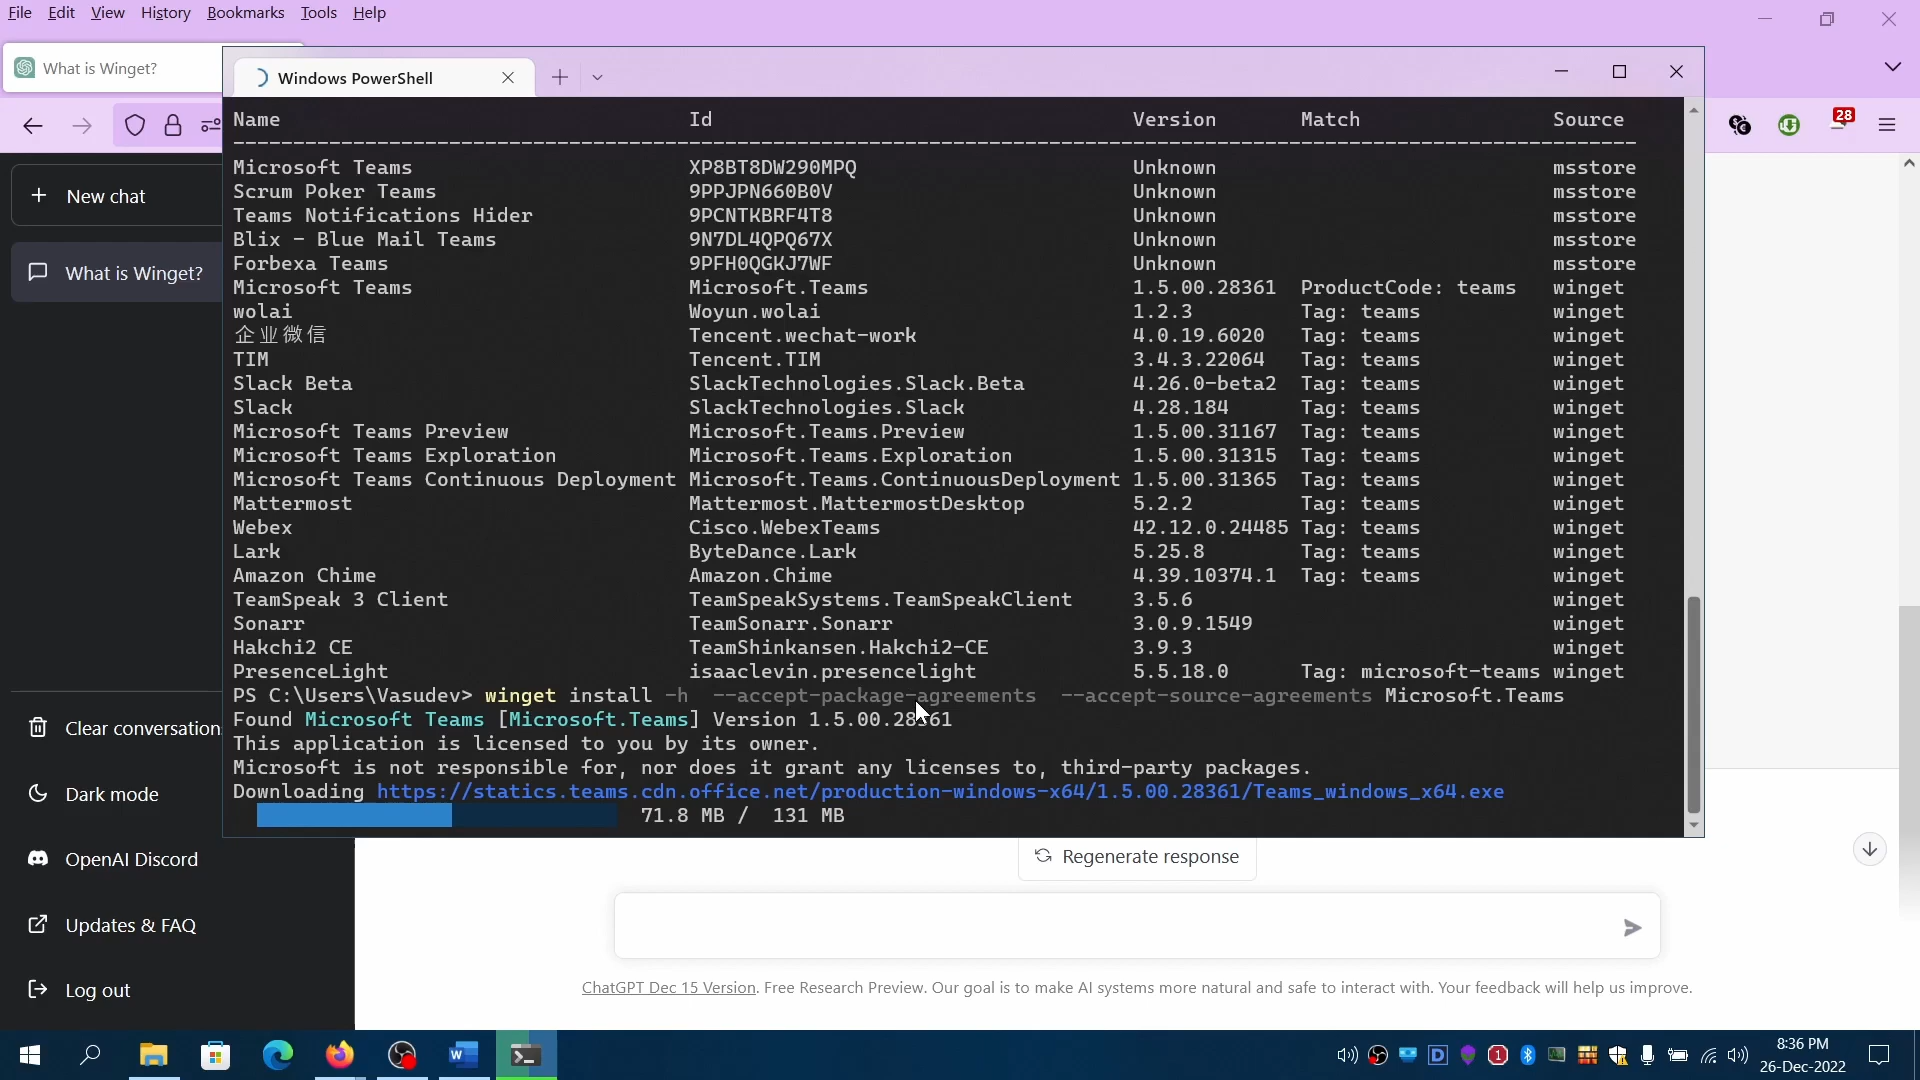 File Edit View History Bookmarks Tools Help
What is Winget?
Windows PowerShell
28
New chat
What is Winget?
Name Id Version Match Source
Microsoft Teams XP8BT8DW290MPQ Unknown msstore
Scrum Poker Teams 9PPJPN660B0V Unknown msstore
Teams Notifications Hider 9PCNTKBRF4T8 Unknown msstore
Blix - Blue Mail Teams 9N7DL4QPQ67X Unknown msstore
Forbexa Teams 9PFH0QGKJ7WF Unknown msstore
Microsoft Teams Microsoft.Teams 1.5.00.28361 ProductCode: teams winget
wolai Woyun.wolai 1.2.3 Tag: teams winget
企业微信 Tencent.wechat-work 4.0.19.6020 Tag: teams winget
TIM Tencent.TIM 3.4.3.22064 Tag: teams winget
Slack Beta SlackTechnologies.Slack.Beta 4.26.0-beta2 Tag: teams winget
Slack SlackTechnologies.Slack 4.28.184 Tag: teams winget
Microsoft Teams Preview Microsoft.Teams.Preview 1.5.00.31167 Tag: teams winget
Microsoft Teams Exploration Microsoft.Teams.Exploration 1.5.00.31315 Tag: teams winget
Microsoft Teams Continuous Deployment Microsoft.Teams.ContinuousDeployment 1.5.00.31365 Tag: teams winget
Mattermost Mattermost.MattermostDesktop 5.2.2 Tag: teams winget
Webex Cisco.WebexTeams 42.12.0.24485 Tag: teams winget
Lark ByteDance.Lark 5.25.8 Tag: teams winget
Amazon Chime Amazon.Chime 4.39.10374.1 Tag: teams winget
TeamSpeak 3 Client TeamSpeakSystems.TeamSpeakClient 3.5.6 winget
Sonarr TeamSonarr.Sonarr 3.0.9.1549 winget
Hakchi2 CE TeamShinkansen.Hakchi2-CE 3.9.3 winget
PresenceLight isaaclevin.presencelight 5.5.18.0 Tag: microsoft-teams winget
PS C:\Users\Vasudev> winget install -h --accept-package-agreements --accept-source-agreements Microsoft.Teams
Found Microsoft Teams [Microsoft.Teams] Version 1.5.00.28361
This application is licensed to you by its owner.
Microsoft is not responsible for, nor does it grant any licenses to, third-party packages.
Downloading https://statics.teams.cdn.office.net/production-windows-x64/1.5.00.28361/Teams_windows_x64.exe
71.8 MB / 131 MB
Clear conversation
Dark mode
OpenAI Discord
Updates & FAQ
Log out
Regenerate response
ChatGPT Dec 15 Version. Free Research Preview. Our goal is to make AI systems more natural and safe to interact with. Your feedback will help us improve.
8:36 PM
26-Dec-2022